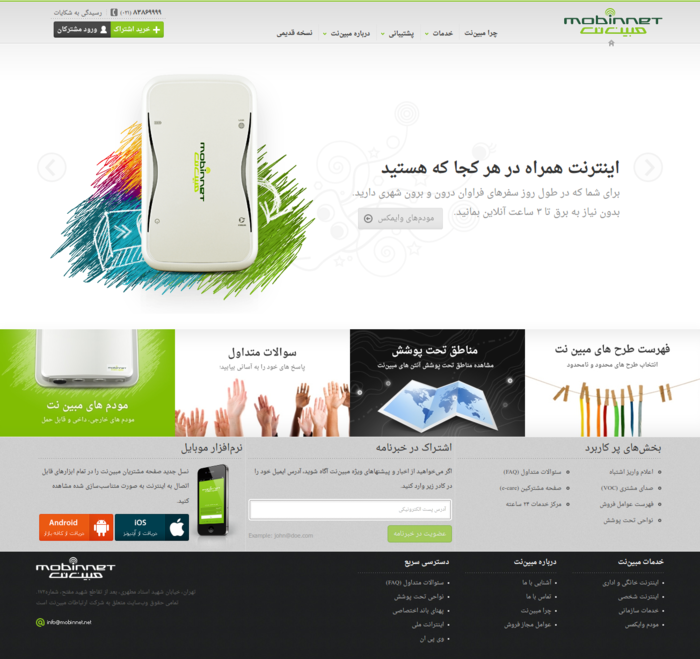 mobinnet
مبین‌نت
رسیدگی به شکایات (۰۲۱) ۸۳۸۶۹۹۹۹
خرید اشتراک
ورود مشترکان
چرا مبین‌نت
خدمات
پشتیبانی
درباره مبین‌نت
نسخه قدیمی
mobinnet
مبین‌نت
اینترنت همراه در هر کجا که هستید
برای شما که در طول روز سفرهای فراوان درون و برون شهری دارید.
بدون نیاز به برق تا ۳ ساعت آنلاین بمانید.
مودم‌های وایمکس
فهرست طرح های مبین نت
انتخاب طرح های محدود و نامحدود
مناطق تحت پوشش
مشاهده مناطق تحت پوشش آنتن های مبین‌نت
سوالات متداول
پاسخ های خود را به آسانی بیابید!
مودم های مبین نت
مودم های خارجی، داخلی و قابل حمل
بخش‌های پر کاربرد
اعلام واریز اشتباه
صدای مشتری (VOC)
فهرست عوامل فروش
نواحی تحت پوشش
سئوالات متداول (FAQ)
صفحه مشترکین (e-care)
مرکز خدمات ۲۴ ساعته
اشتراک در خبرنامه
اگر می‌خواهید از اخبار و پیشنهای ویژه مبین‌نت آگاه شوید، آدرس ایمیل خود را
در کادر زیر وارد کنید.
آدرس پست الکترونیکی
عضویت در خبرنامه
Example: john@doe.com
نرم‌افزار موبایل
نسل جدید صفحه مشتریان مبین‌نت را در تمام ابزارهای قابل
اتصال به اینترنت به صورت متناسب‌سازی شده مشاهده
کنید.
iOS
دریافت از آی‌دیونز
Android
دریافت از کافه بازار
خدمات مبین‌نت
اینترنت خانگی و اداری
اینترنت شخصی
خدمات سازمانی
مودم وایمکس
درباره مبین‌نت
آشنایی با ما
تماس با ما
چرا مبین‌نت
عوامل مجاز فروش
دسترسی سریع
سئوالات متداول (FAQ)
نواحی تحت پوشش
پهنای باند اختصاصی
اینترانت ملی
وی پی ان
mobinnet
مبین‌نت
تهران، خیابان شهید استاد مطهری، بعد از تقاطع شهید مفتح، شماره
تمامی حقوق وب‌سایت متعلق به شرکت ارتباطات مبین‌نت است
info@mobinnet.net